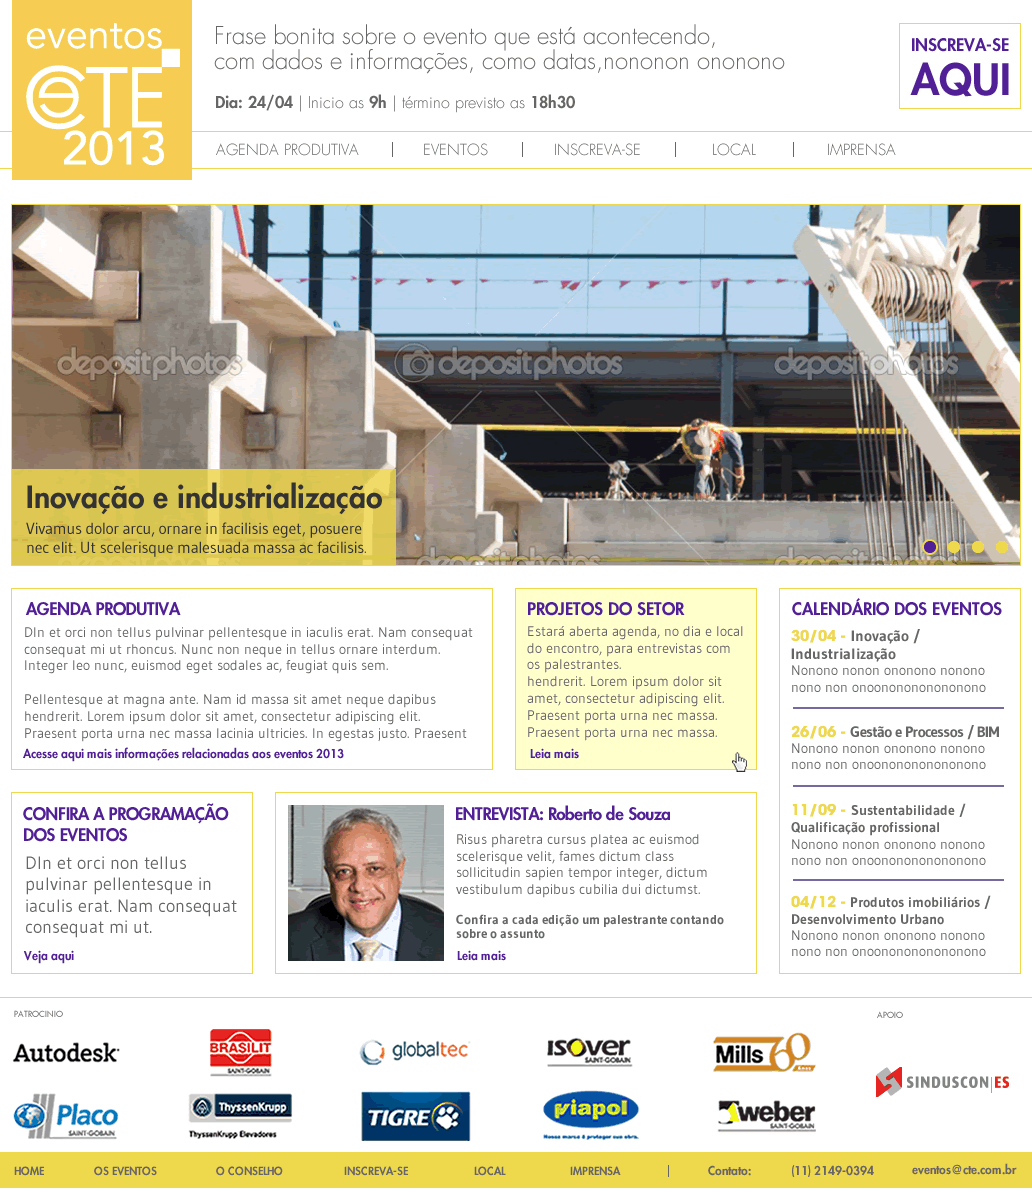 eventos
CTE
2013
Frase bonita sobre o evento que está acontecendo,
com dados e informações, como datas,nononon ononono
Dia: 24/04 | Inicio as 9h | término previsto as 18h30
INSCREVA-SE
AQUI
AGENDA PRODUTIVA | EVENTOS | INSCREVA-SE | LOCAL | IMPRENSA
depositphotos depositphotos depositphotos
Inovação e industrialização
Vivamus dolor arcu, ornare in facilisis eget, posuere
nec elit. Ut scelerisque malesuada massa ac facilisis.
depositphotos depositphotos
AGENDA PRODUTIVA
DIn et orci non tellus pulvinar pellentesque in iaculis erat. Nam consequat
consequat mi ut rhoncus. Nunc non neque in tellus ornare interdum.
Integer leo nunc, euismod eget sodales ac, feugiat quis sem.
Pellentesque at magna ante. Nam id massa sit amet neque dapibus
hendrerit. Lorem ipsum dolor sit amet, consectetur adipiscing elit.
Praesent porta urna nec massa lacinia ultricies. In egestas justo. Praesent
Acesse aqui mais informações relacionadas aos eventos 2013
PROJETOS DO SETOR
Estará aberta agenda, no dia e local
do encontro, para entrevistas com
os palestrantes.
hendrerit. Lorem ipsum dolor sit
amet, consectetur adipiscing elit.
Praesent porta urna nec massa.
Praesent porta urna nec massa.
Leia mais
CALENDÁRIO DOS EVENTOS
30/04 - Inovação /
Industrialização
Nonono nonon ononono nonono
nono non onoononononononono
26/06 - Gestão e Processos / BIM
Nonono nonon ononono nonono
nono non onoononononononono
11/09 - Sustentabilidade /
Qualificação profissional
Nonono nonon ononono nonono
nono non onoononononononono
04/12 - Produtos imobiliários /
Desenvolvimento Urbano
Nonono nonon ononono nonono
nono non onoononononononono
CONFIRA A PROGRAMAÇÃO
DOS EVENTOS
DIn et orci non tellus
pulvinar pellentesque in
iaculis erat. Nam consequat
consequat mi ut.
Veja aqui
ENTREVISTA: Roberto de Souza
Risus pharetra cursus platea ac euismod
scelerisque velit, fames dictum class
sollicitudin sapien tempor integer, dictum
vestibulum dapibus cubilia dui dictumst.
Confira a cada edição um palestrante contando
sobre o assunto
Leia mais
PATROCINIO
APOIO
Autodesk
BRASILIT
SAINT-GOBAIN
globaltec
ISOVER
SAINT-GOBAIN
Mills 60
Anos
SINDUSCON|ES
Placo
SAINT-GOBAIN
ThyssenKrupp
ThyssenKrupp Elevadores
TIGRE
viapol
Nossa marca é proteger sua obra.
weber
SAINT-GOBAIN
HOME OS EVENTOS O CONSELHO INSCREVA-SE LOCAL IMPRENSA | Contato: (11) 2149-0394 eventos@cte.com.br